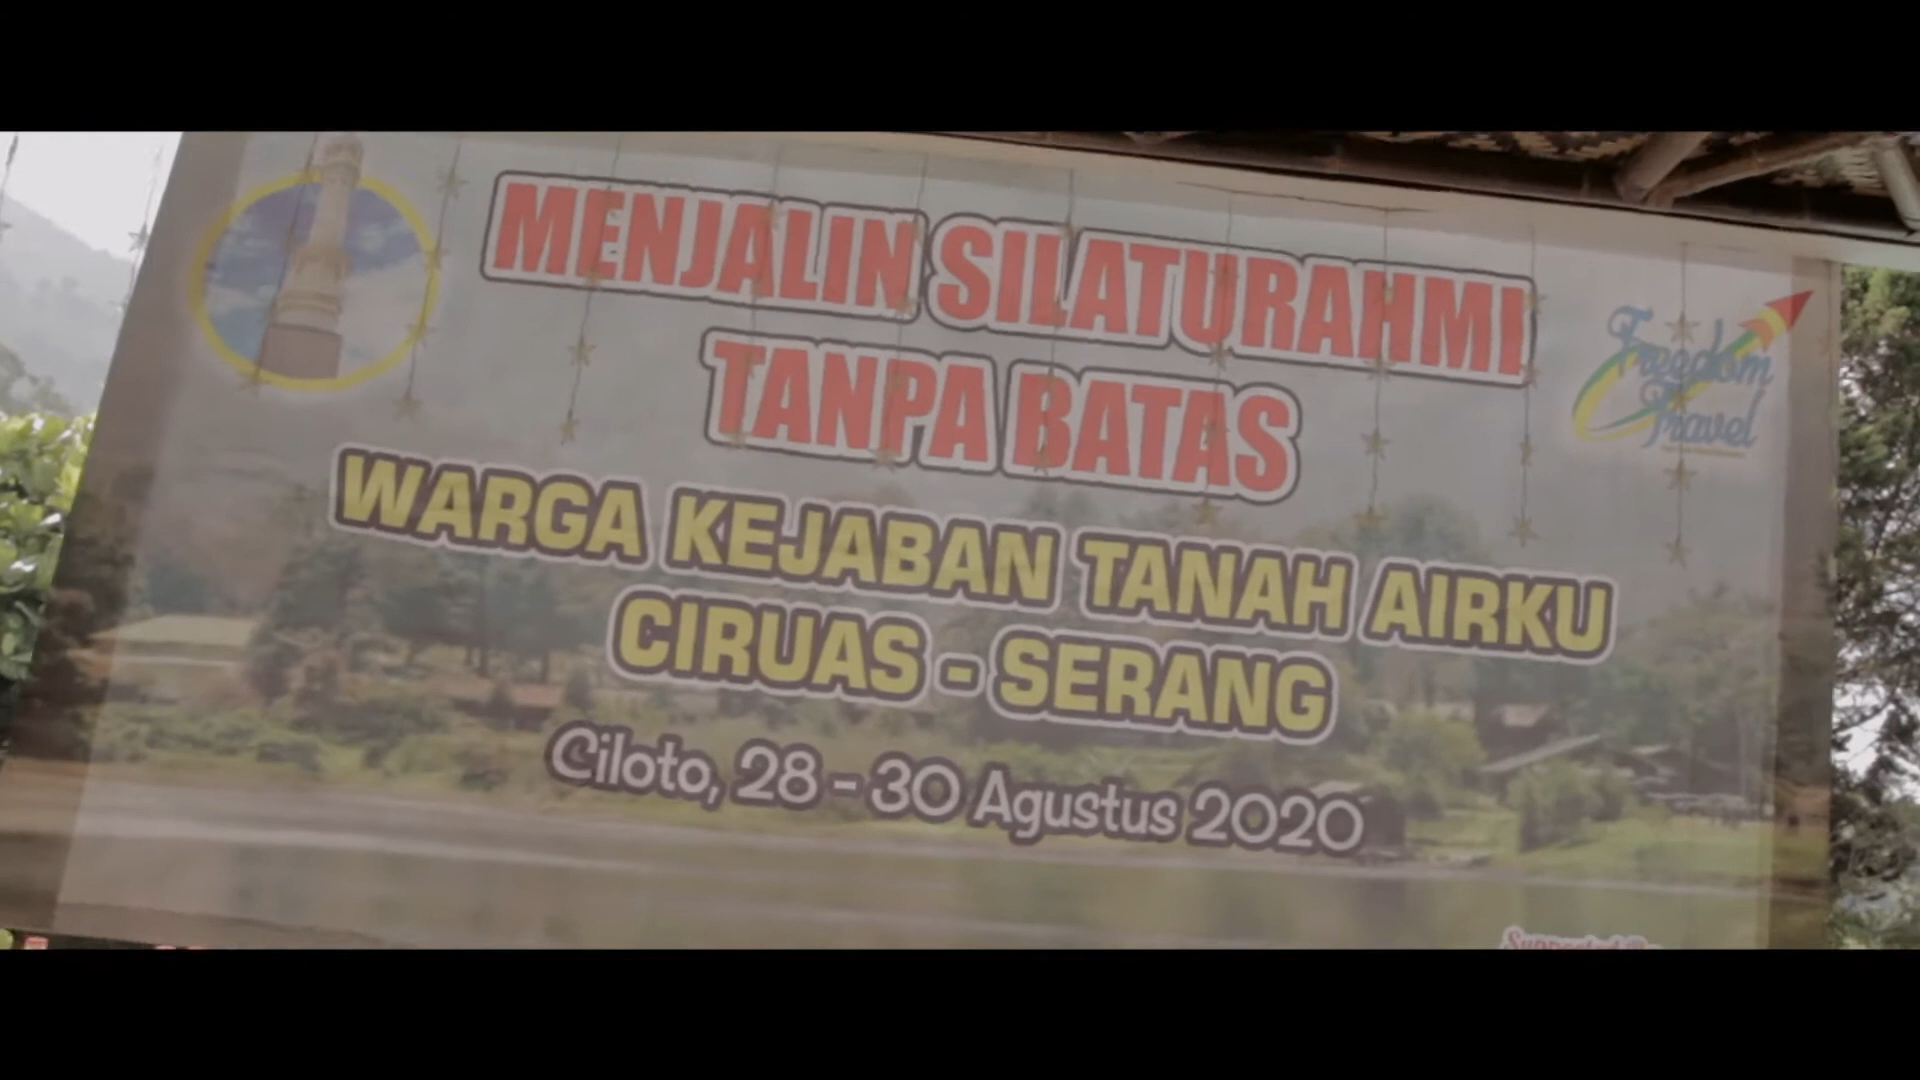 MENJALIN SILATURAHMI
TANPA BATAS
Freedom
Travel
WARGA KEJABAN TANAH AIRKU
CIRUAS - SERANG
Ciloto, 28 - 30 Agustus 2020